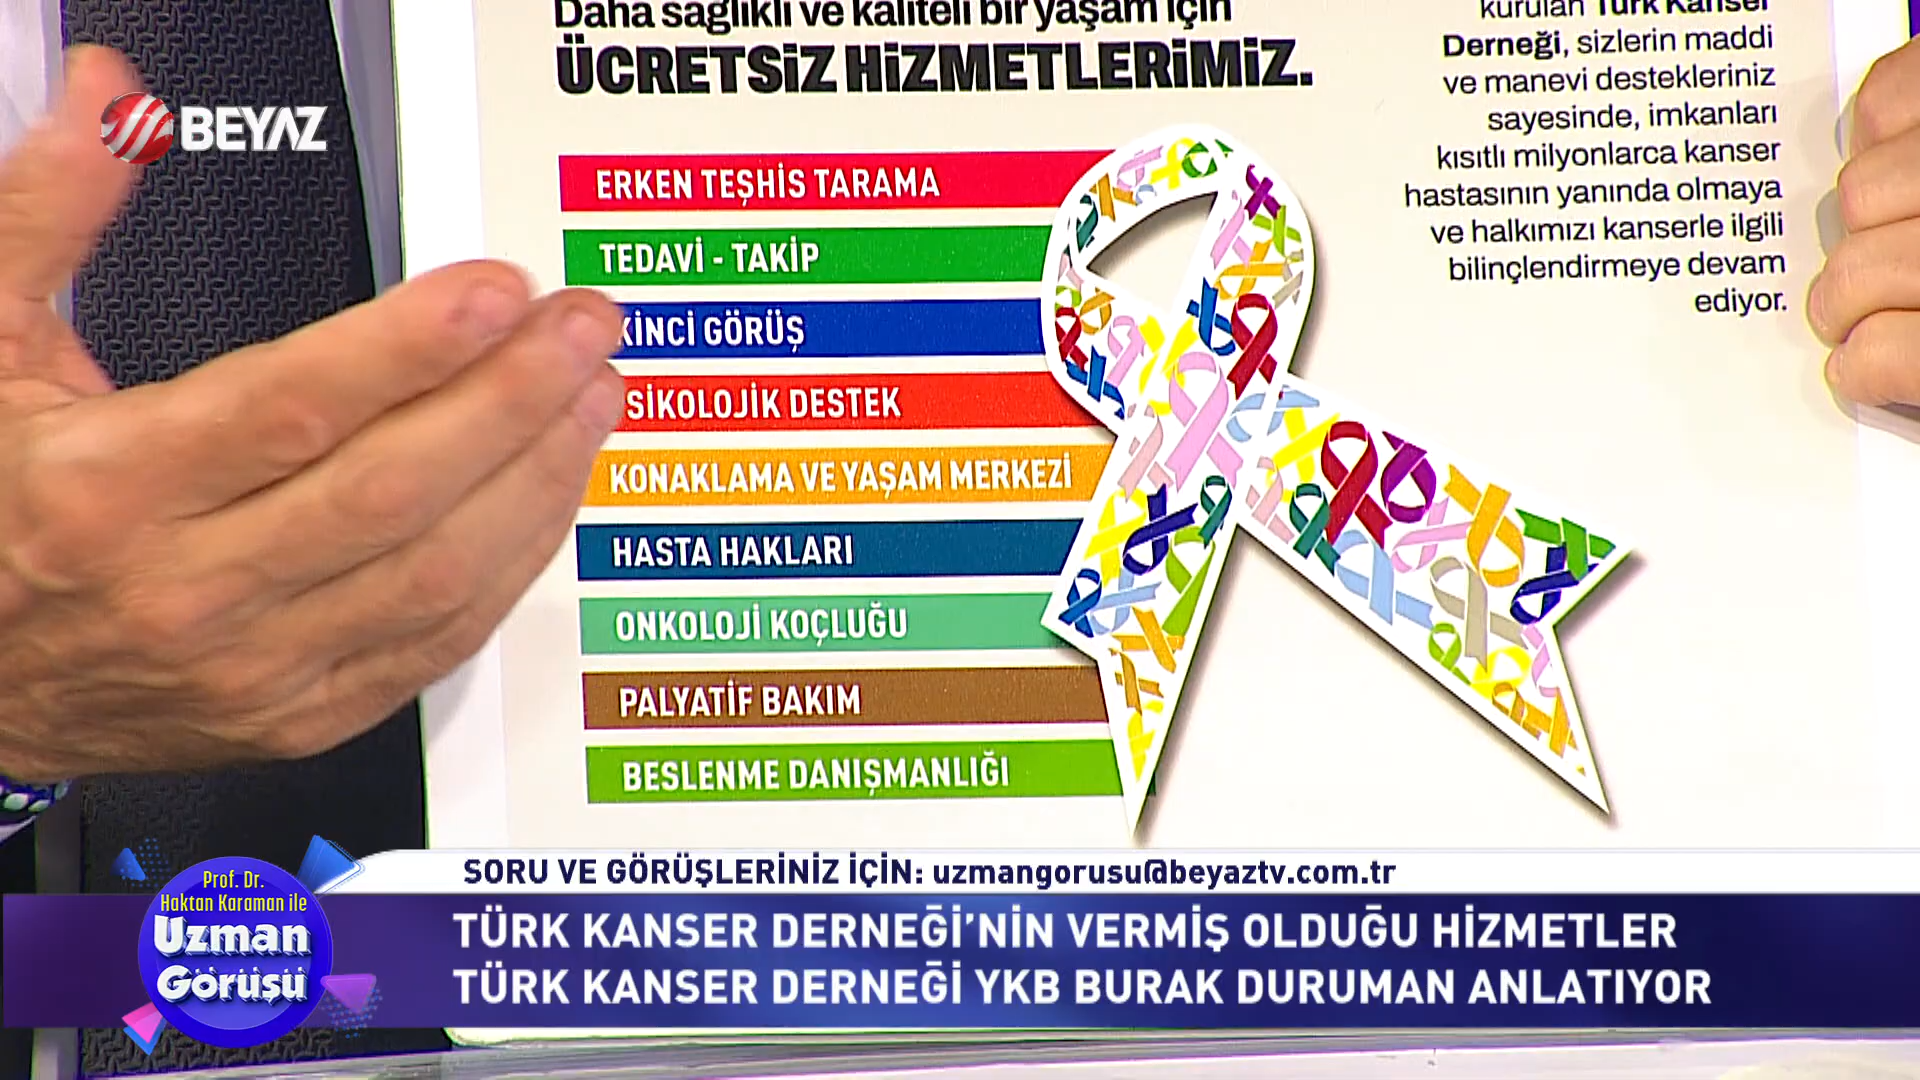 Daha sağlıklı ve kaliteli bir yaşam için
ÜCRETSİZ HİZMETLERİMİZ.
BEYAZ
ERKEN TEŞHİS TARAMA
TEDAVİ - TAKİP
KİNCİ GÖRÜŞ
SİKOLOJİK DESTEK
KONAKLAMA VE YAŞAM MERKEZİ
HASTA HAKLARI
ONKOLOJİ KOÇLUĞU
PALYATİF BAKIM
BESLENME DANIŞMANLIĞI
kurulan Türk Kanser
Derneği, sizlerin maddi
ve manevi destekleriniz
sayesinde, imkanları
kısıtlı milyonlarca kanser
hastasının yanında olmaya
ve halkımızı kanserle ilgili
bilinçlendirmeye devam
ediyor.
SORU VE GÖRÜŞLERİNİZ İÇİN: uzmangorusu@beyaztv.com.tr
Prof. Dr.
Haktan Karaman ile
Uzman
Görüşü
TÜRK KANSER DERNEĞİ'NİN VERMİŞ OLDUĞU HİZMETLER
TÜRK KANSER DERNEĞİ YKB BURAK DURUMAN ANLATIYOR